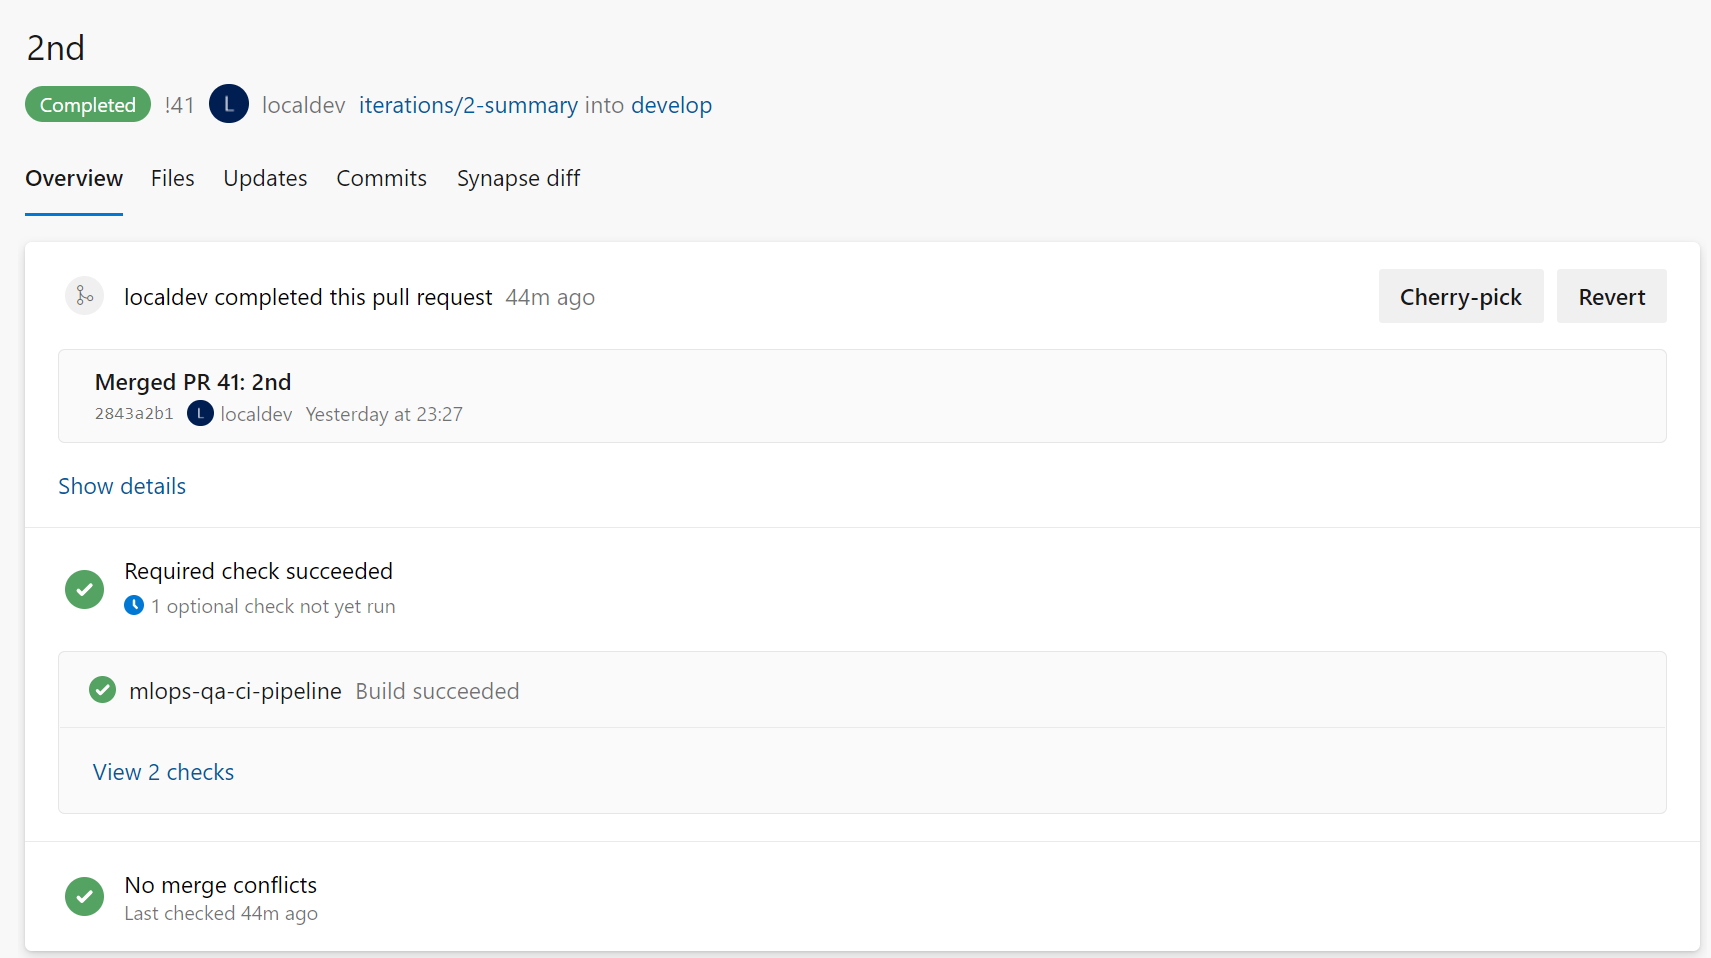 2nd
Completed !41 L localdev iterations/2-summary into develop
Overview Files Updates Commits Synapse diff
localdev completed this pull request 44m ago Cherry-pick Revert
Merged PR 41: 2nd
2843a2b1 L localdev Yesterday at 23:27
Show details
Required check succeeded
1 optional check not yet run
mlops-qa-ci-pipeline Build succeeded
View 2 checks
No merge conflicts
Last checked 44m ago